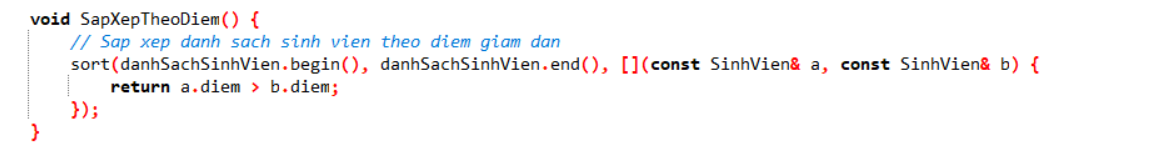 void SapXepTheoDiem() {
    // Sap xep danh sach sinh vien theo diem giam dan
    sort(danhSachSinhVien.begin(), danhSachSinhVien.end(), [](const SinhVien& a, const SinhVien& b) {
        return a.diem > b.diem;
    });
}